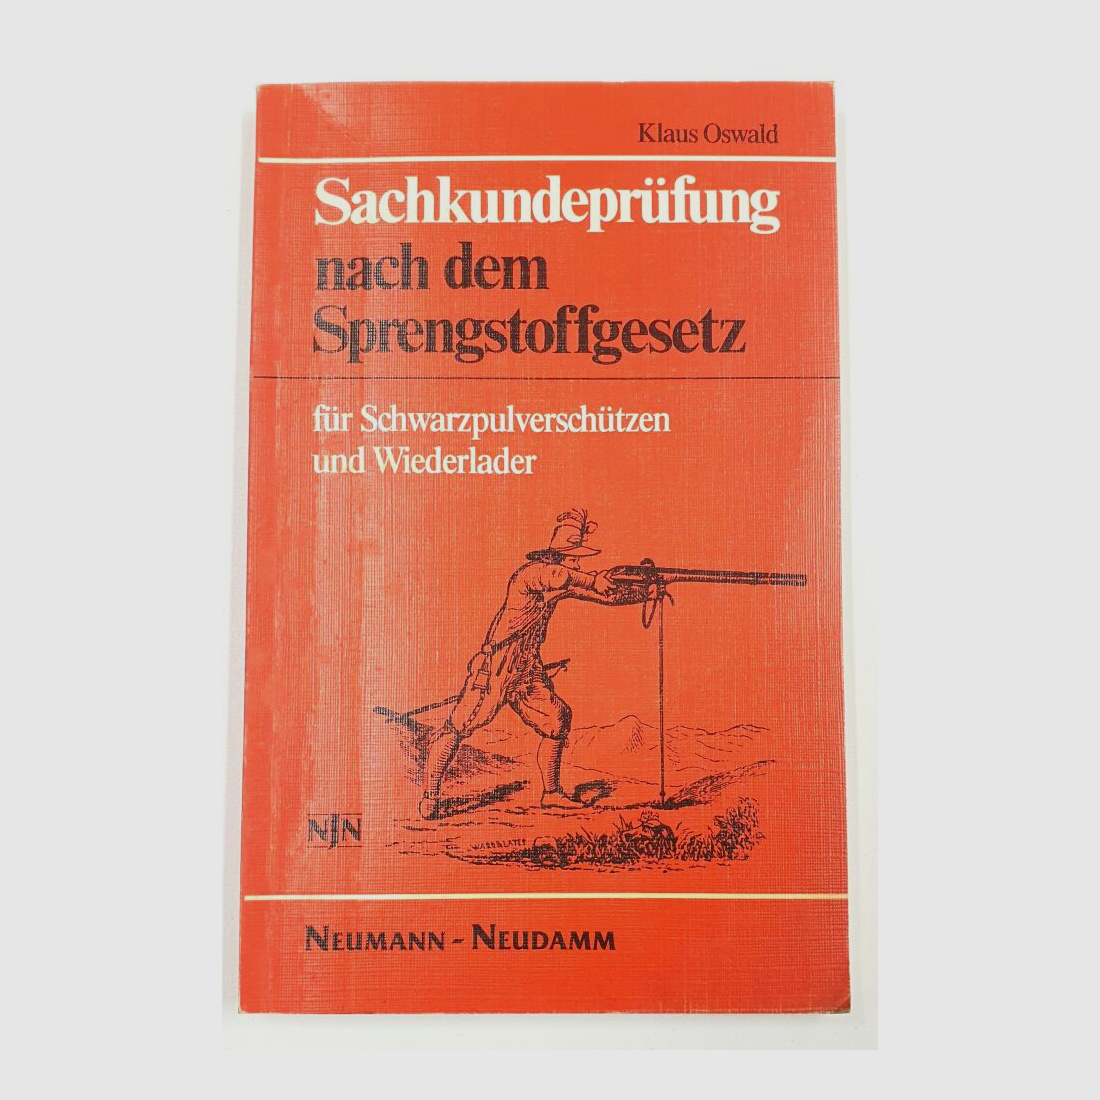 Klaus Oswald
Sachkundeprüfung
nach dem
Sprengstoffgesetz
für Schwarzpulverschützen
und Wiederlader
NJN
NEUMANN - NEUDAMM